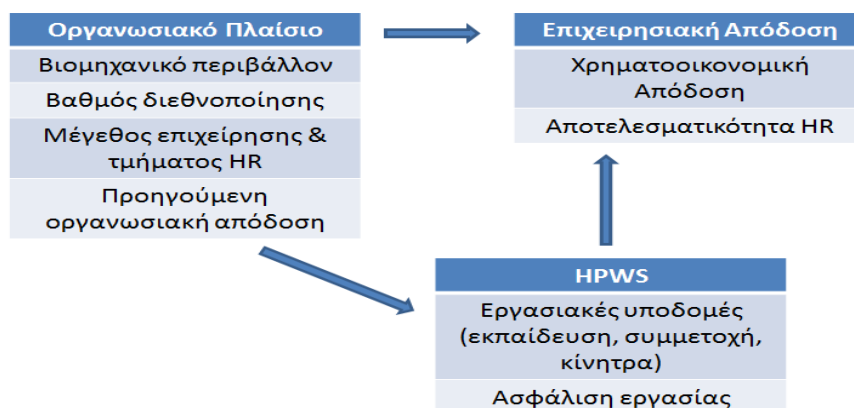 Οργανωσιακό Πλαίσιο
Βιομηχανικό περιβάλλον
Βαθμός διεθνοποίησης
Μέγεθος επιχείρησης &
τμήματος HR
Προηγούμενη
οργανωσιακή απόδοση
Επιχειρησιακή Απόδοση
Χρηματοοικονομική
Απόδοση
Αποτελεσματικότητα HR
HPWS
Εργασιακές υποδομές
(εκπαίδευση, συμμετοχή,
κίνητρα)
Ασφάλιση εργασίας